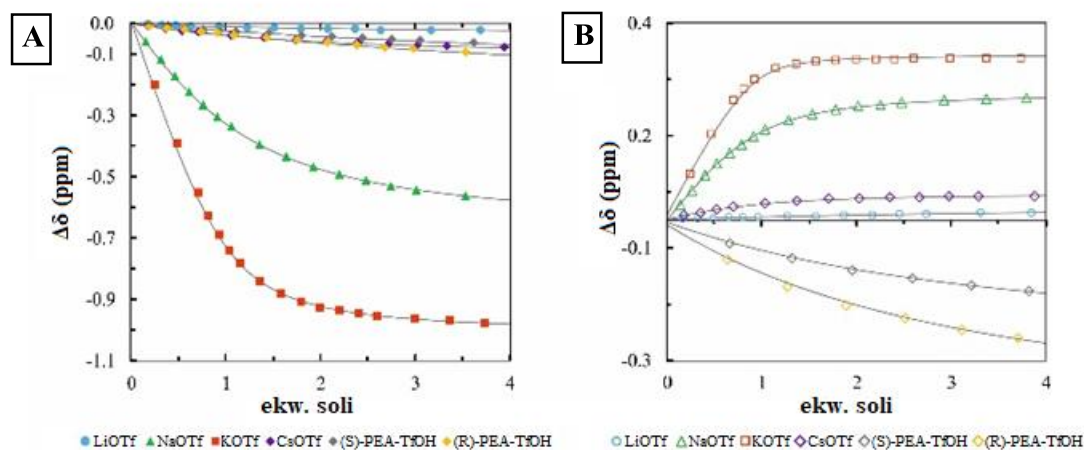 A
B
0.0
-0.1
-0.3
-0.5
-0.7
-0.9
-1.1
Δδ (ppm)
0 1 2 3 4
ekw. soli
LiOTf NaOTf KOTf CsOTf (S)-PEA-TfOH (R)-PEA-TfOH
0.4
0.2
-0.1
-0.3
Δδ (ppm)
0 1 2 3 4
ekw. soli
LiOTf NaOTf KOTf CsOTf (S)-PEA-TfOH (R)-PEA-TfOH